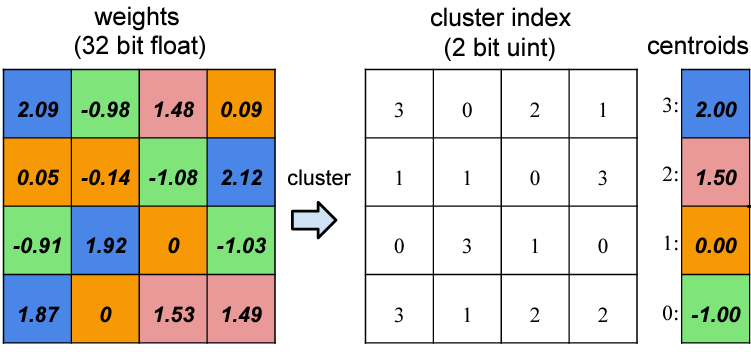 weights
(32 bit float)
cluster index
(2 bit uint)
centroids
2.09 -0.98 1.48 0.09
3 0 2 1
3: 2.00
0.05 -0.14 -1.08 2.12
cluster
1 1 0 3
2: 1.50
-0.91 1.92 0 -1.03
0 3 1 0
1: 0.00
1.87 0 1.53 1.49
3 1 2 2
0: -1.00